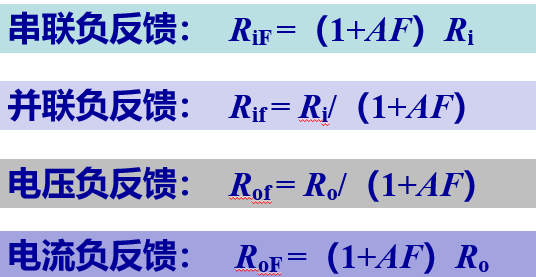 串联负反馈： RiF =（1+AF）Ri
并联负反馈： Rif = Ri/（1+AF）
电压负反馈： Rof = Ro/（1+AF）
电流负反馈： RoF =（1+AF）Ro